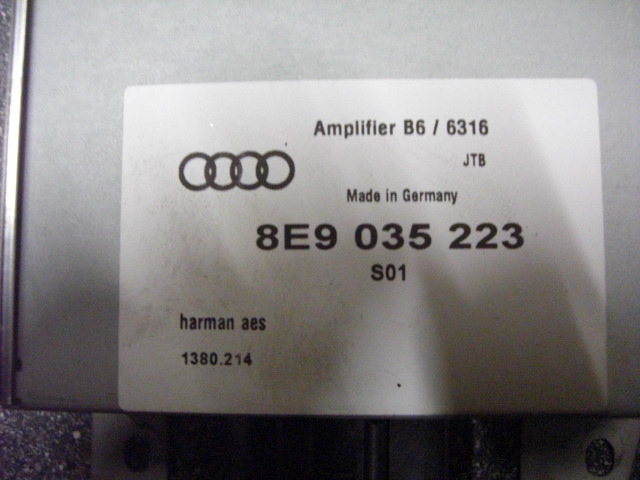 Amplifier B6 / 6316
JTB
Made in Germany
8E9 035 223
S01
harman aes
1380.214